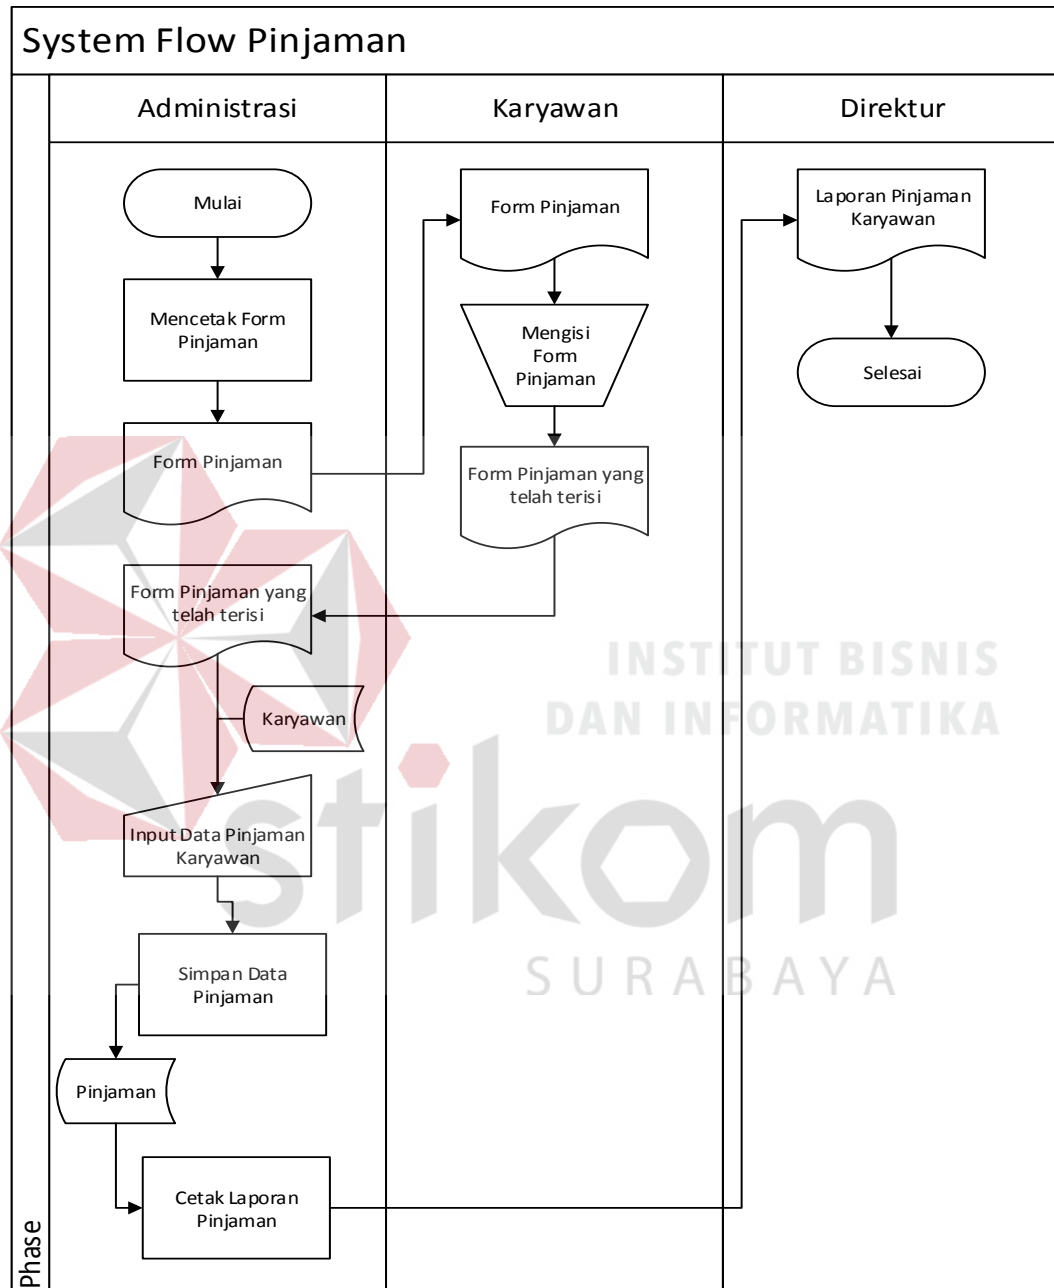 System Flow Pinjaman
Administrasi
Karyawan
Direktur
Phase
Mulai
Mencetak Form
Pinjaman
Form Pinjaman
Form Pinjaman yang
telah terisi
Karyawan
Input Data Pinjaman
Karyawan
Simpan Data
Pinjaman
Pinjaman
Cetak Laporan
Pinjaman
Form Pinjaman
Mengisi
Form
Pinjaman
Form Pinjaman yang
telah terisi
Laporan Pinjaman
Karyawan
Selesai
INSTITUT BISNIS
DAN INFORMATIKA
stikom
SURABAYA